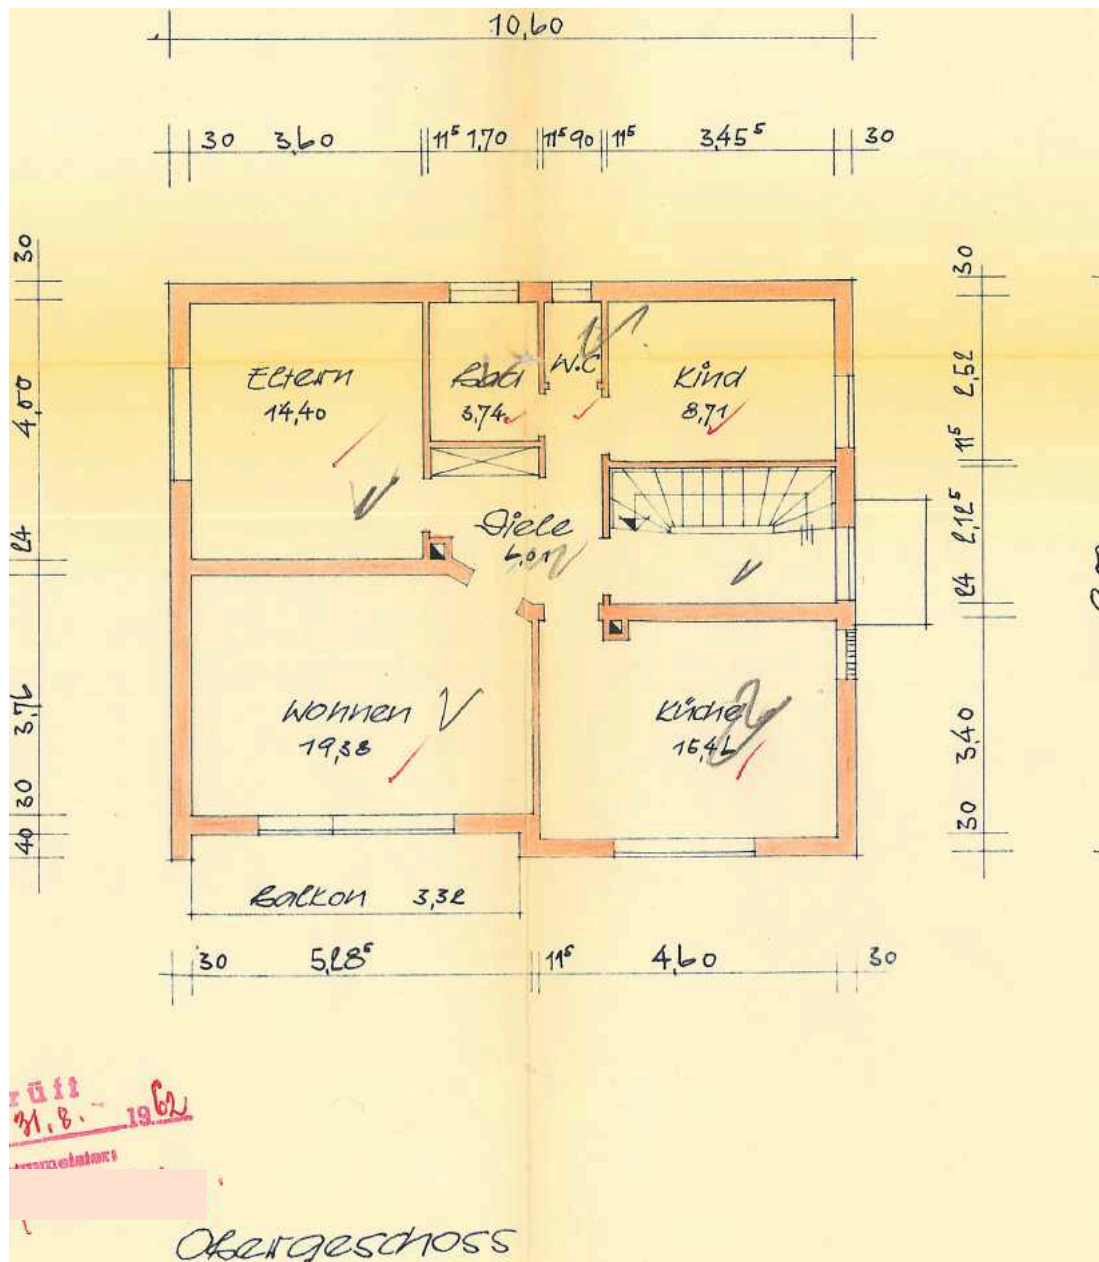 10,60
30 3,60 11⁵ 1,70 11⁵ 90 11⁵ 3,45⁵ 30
30
4,00
24
3,76
30
40
30
2,52
11⁵
2,12⁵
24
3,40
30
Eltern
14,40
Bad
3,74
W.C
Kind
8,71
Diele
6,01
Wohnen
19,38
Küche
Balkon 3,32
30 5,28⁵ 11⁵ 4,60 30
rüft
31.8. 1962
Obergeschoss